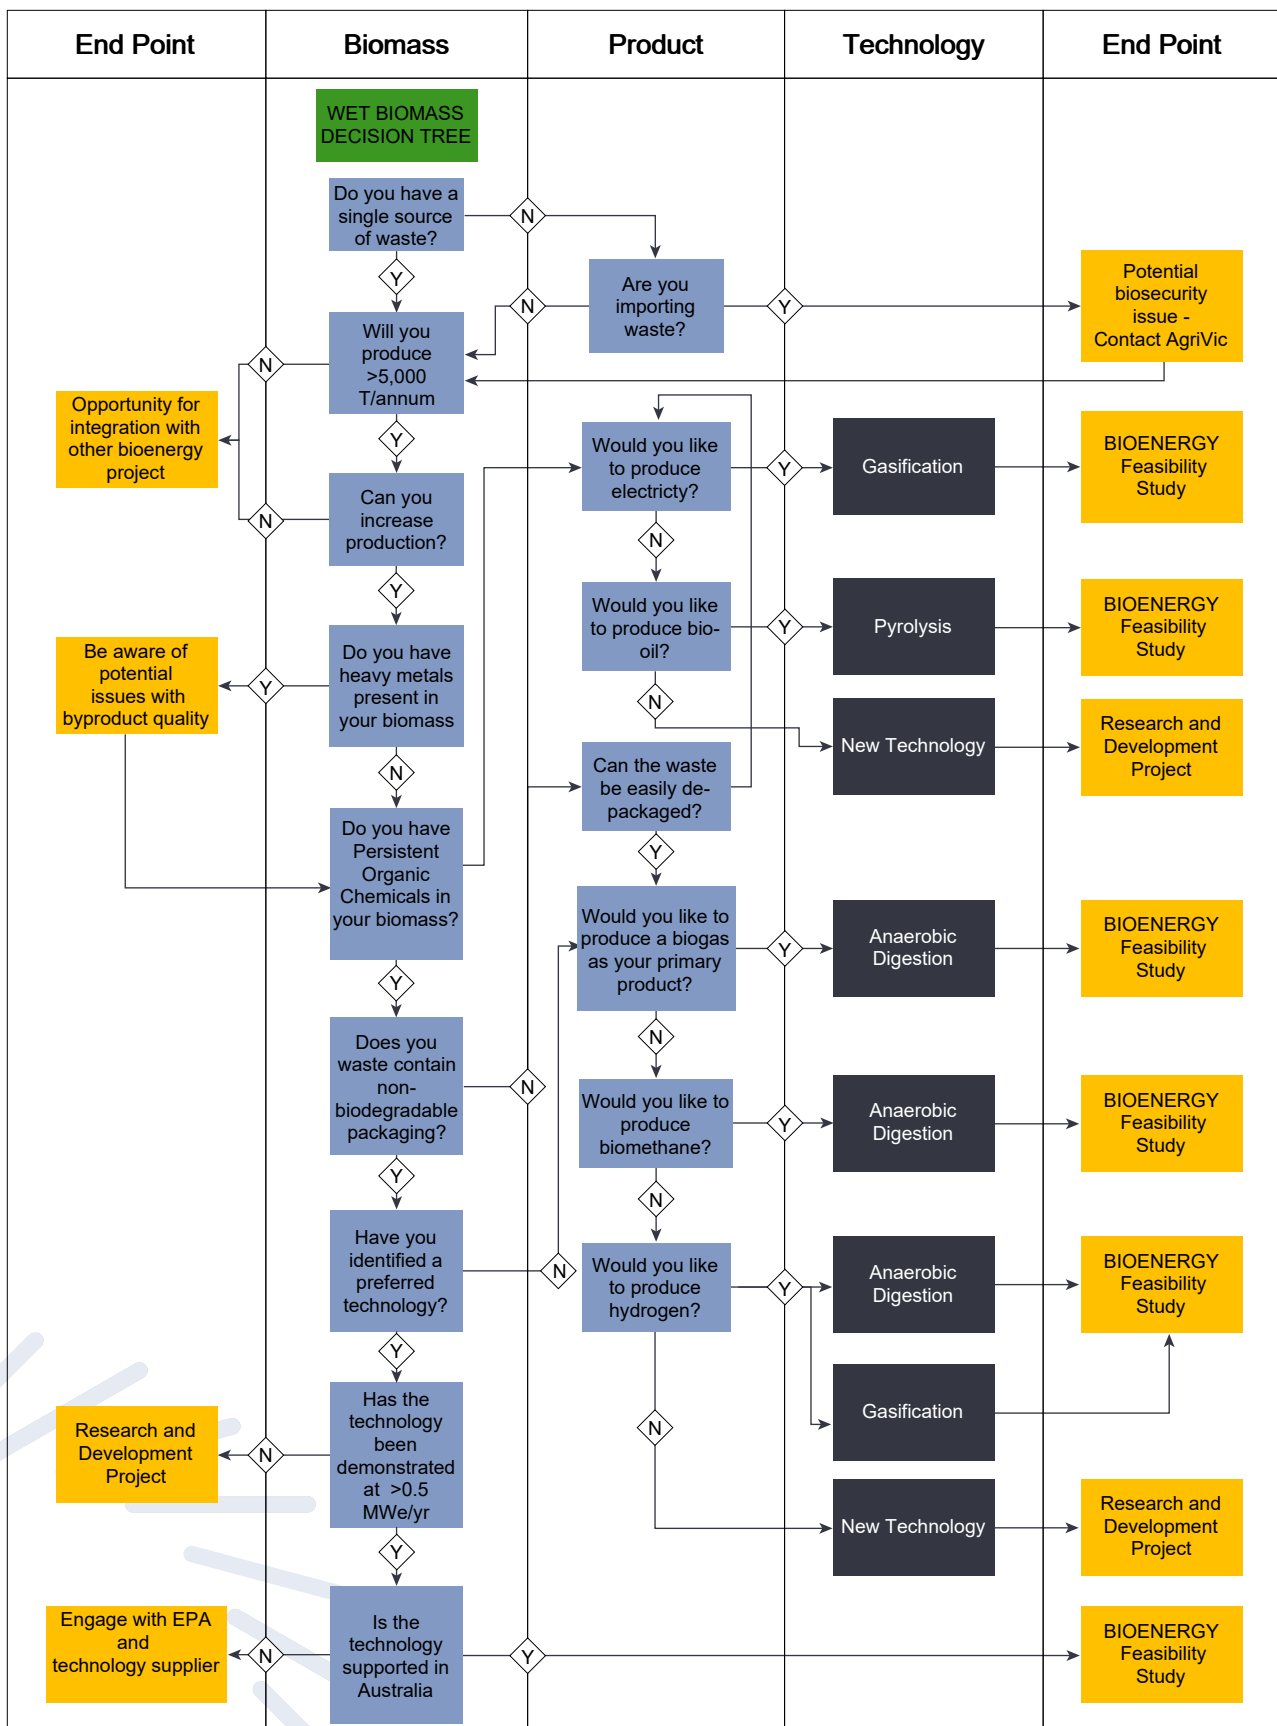 End Point
Biomass
Product
Technology
End Point
WET BIOMASS
DECISION TREE
Do you have a
single source
of waste?
N
Y
Are you
importing
waste?
N
Y
Potential
biosecurity
issue -
Contact AgriVic
Will you
produce
>5,000
T/annum
N
Y
Opportunity for
integration with
other bioenergy
project
Can you
increase
production?
N
Y
Would you like
to produce
electricty?
Y
Gasification
BIOENERGY
Feasibility
Study
N
Would you like
to produce bio-
oil?
Y
Pyrolysis
BIOENERGY
Feasibility
Study
N
New Technology
Research and
Development
Project
Do you have
heavy metals
present in
your biomass
Y
Be aware of
potential
issues with
byproduct quality
N
Can the waste
be easily de-
packaged?
Y
Do you have
Persistent
Organic
Chemicals in
your biomass?
Y
Would you like to
produce a biogas
as your primary
product?
Y
Anaerobic
Digestion
BIOENERGY
Feasibility
Study
N
Does you
waste contain
non-
biodegradable
packaging?
N
Y
Would you like to
produce
biomethane?
Y
Anaerobic
Digestion
BIOENERGY
Feasibility
Study
N
Have you
identified a
preferred
technology?
N
Y
Would you like
to produce
hydrogen?
Y
Anaerobic
Digestion
BIOENERGY
Feasibility
Study
Gasification
N
Has the
technology
been
demonstrated
at >0.5
MWe/yr
N
Research and
Development
Project
Y
New Technology
Research and
Development
Project
Is the
technology
supported in
Australia
N
Engage with EPA
and
technology supplier
Y
BIOENERGY
Feasibility
Study